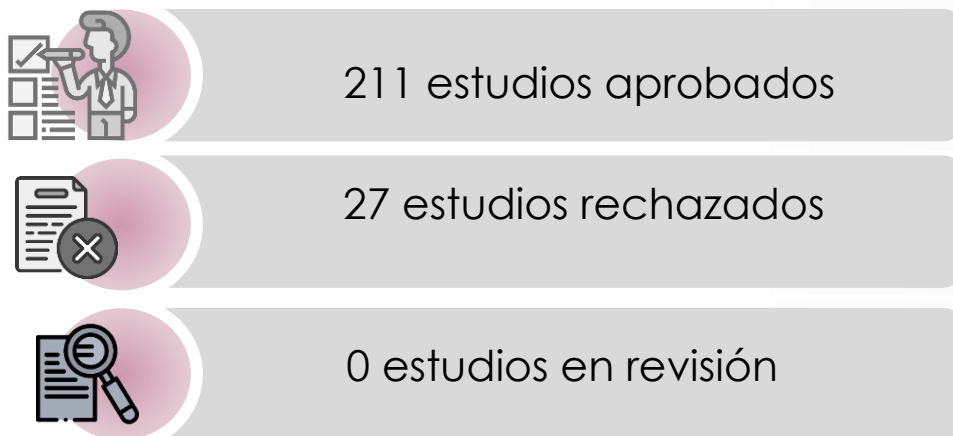 211 estudios aprobados
27 estudios rechazados
0 estudios en revisión